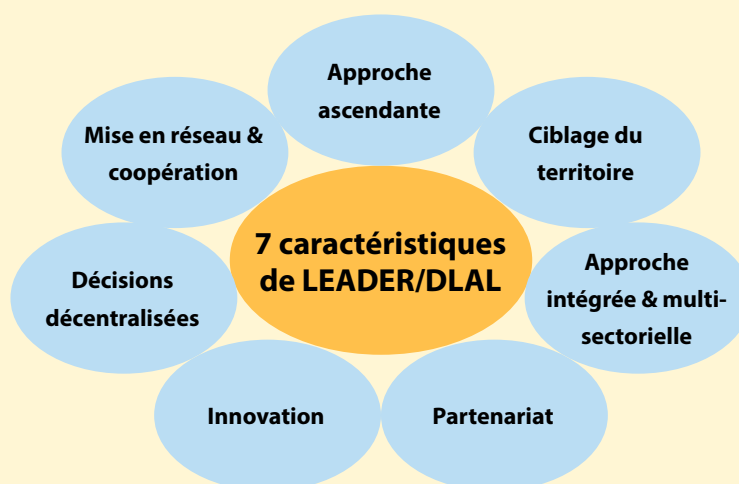 Approche
ascendante
Mise en réseau &
coopération
Ciblage du
territoire
7 caractéristiques
de LEADER/DLAL
Décisions
décentralisées
Approche
intégrée & multi-
sectorielle
Innovation
Partenariat